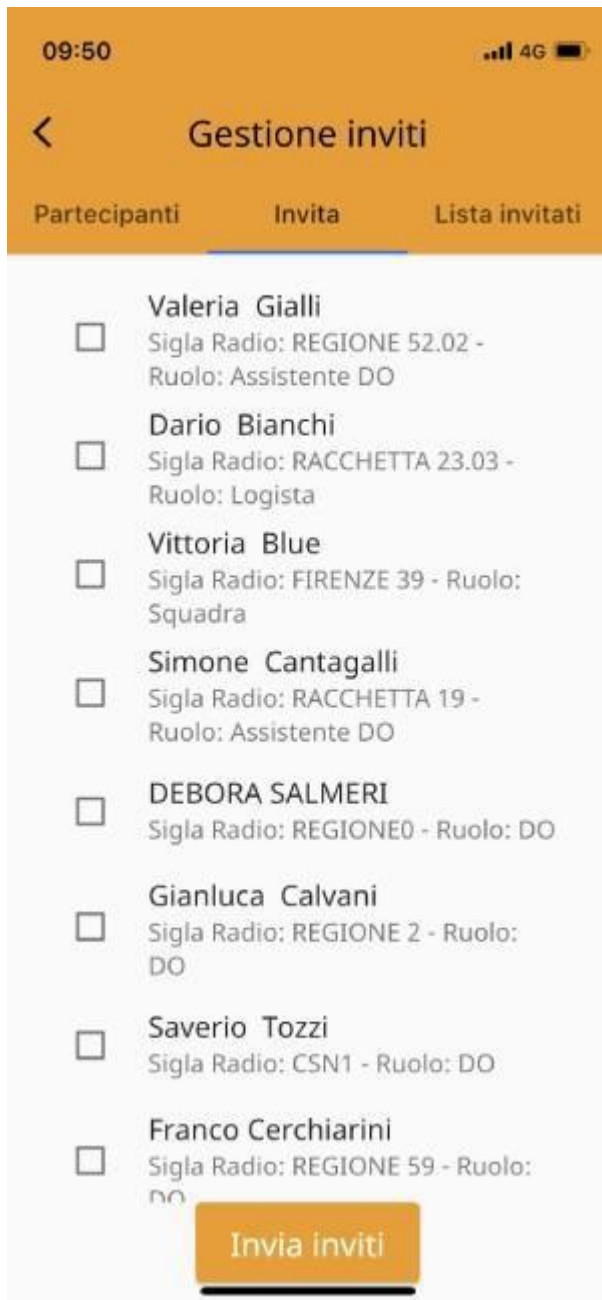 09:50
4G
Gestione inviti
Partecipanti Invita Lista invitati
Valeria Gialli
Sigla Radio: REGIONE 52.02 -
Ruolo: Assistente DO
Dario Bianchi
Sigla Radio: RACCHETTA 23.03 -
Ruolo: Logista
Vittoria Blue
Sigla Radio: FIRENZE 39 - Ruolo:
Squadra
Simone Cantagalli
Sigla Radio: RACCHETTA 19 -
Ruolo: Assistente DO
DEBORA SALMERI
Sigla Radio: REGIONE0 - Ruolo: DO
Gianluca Calvani
Sigla Radio: REGIONE 2 - Ruolo:
DO
Saverio Tozzi
Sigla Radio: CSN1 - Ruolo: DO
Franco Cerchiarini
Sigla Radio: REGIONE 59 - Ruolo:
DO
Invia inviti